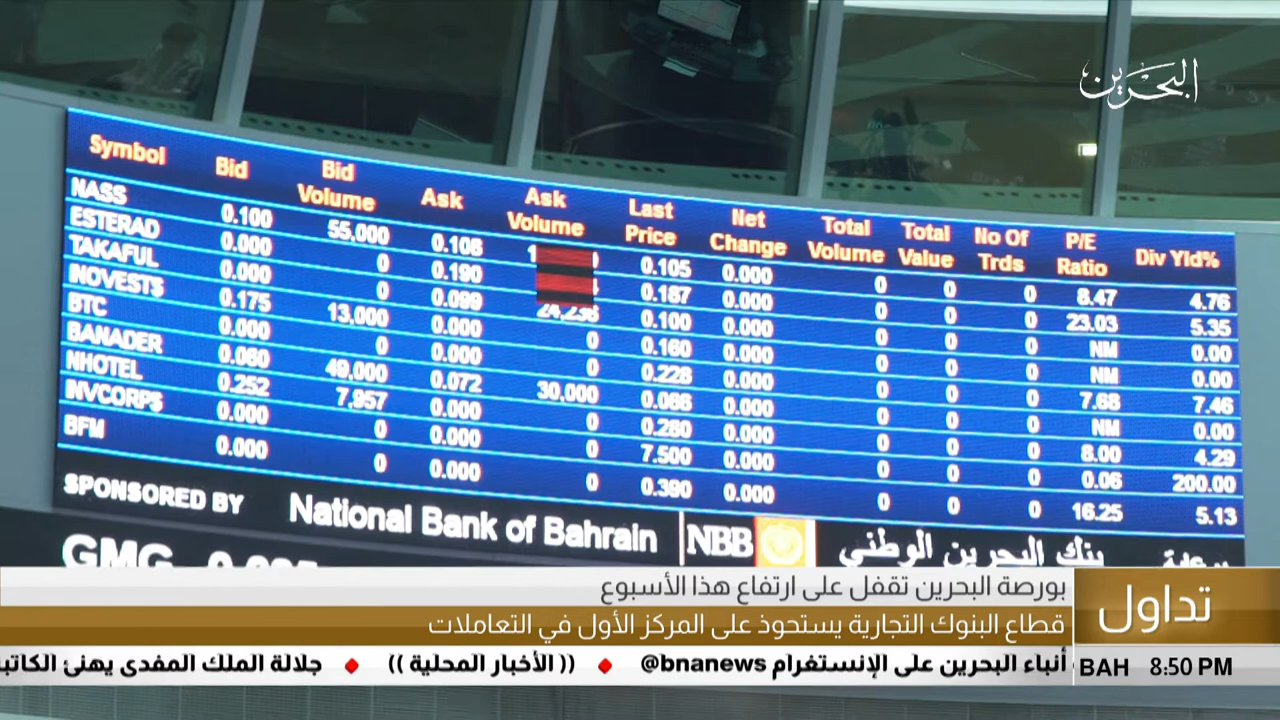 البحرين
Symbol Bid Bid Volume Ask Ask Volume Last Price Net Change Total Volume Total Value No Of Trds P/E Ratio Div Yld%
NASS 0.100 55,000 0.106 0.105 0.000 0 0 0 8.47 4.76
ESTERAD 0.000 0 0.190 0.187 0.000 0 0 0 23.03 5.35
TAKAFUL 0.000 0 0.099 0.100 0.000 0 0 0 NM 0.00
INOVEST$ 0.175 13,000 0.000 0 0.160 0.000 0 0 0 NM 0.00
BTC 0.000 0 0.000 0 0.228 0.000 0 0 0 7.68 7.46
BANADER 0.060 49,000 0.072 30,000 0.066 0.000 0 0 0 NM 0.00
NHOTEL 0.252 7,957 0.000 0 0.280 0.000 0 0 0 8.00 4.29
INVCORP$ 0.000 0 0.000 0 7.500 0.000 0 0 0 0.06 200.00
BFM 0.000 0 0.000 0 0.390 0.000 0 0 0 16.25 5.13
SPONSORED BY National Bank of Bahrain NBB بنك البحرين الوطني
GMG
تداول
بورصة البحرين تقفل على ارتفاع هذا الأسبوع
قطاع البنوك التجارية يستحوذ على المركز الأول في التعاملات
BAH 8:50 PM
أنباء البحرين على الإنستغرام @bnanews ♦ (( الأخبار المحلية )) ♦ جلالة الملك المفدى يهنئ